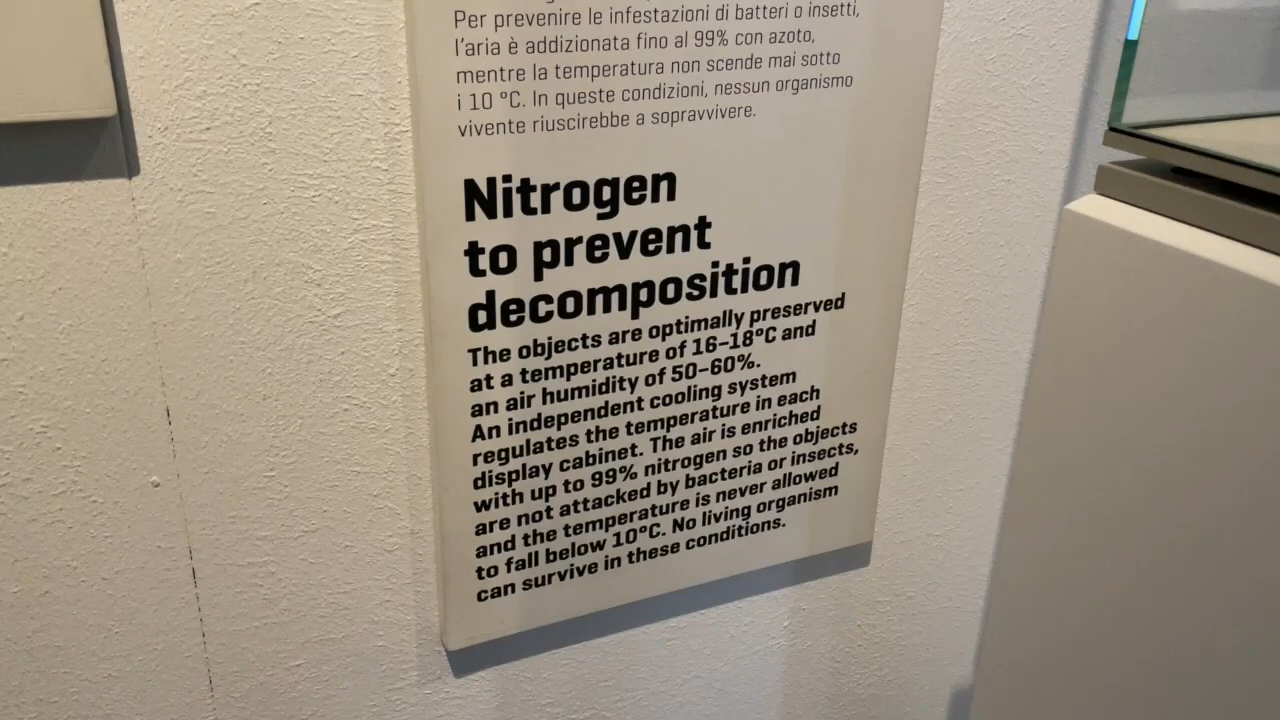 Per prevenire le infestazioni di batteri o insetti,
l'aria è addizionata fino al 99% con azoto,
mentre la temperatura non scende mai sotto
i 10 °C. In queste condizioni, nessun organismo
vivente riuscirebbe a sopravvivere.
Nitrogen
to prevent
decomposition
The objects are optimally preserved
at a temperature of 16–18°C and
an air humidity of 50–60%.
An independent cooling system
regulates the temperature in each
display cabinet. The air is enriched
with up to 99% nitrogen so the objects
are not attacked by bacteria or insects,
and the temperature is never allowed
to fall below 10°C. No living organism
can survive in these conditions.